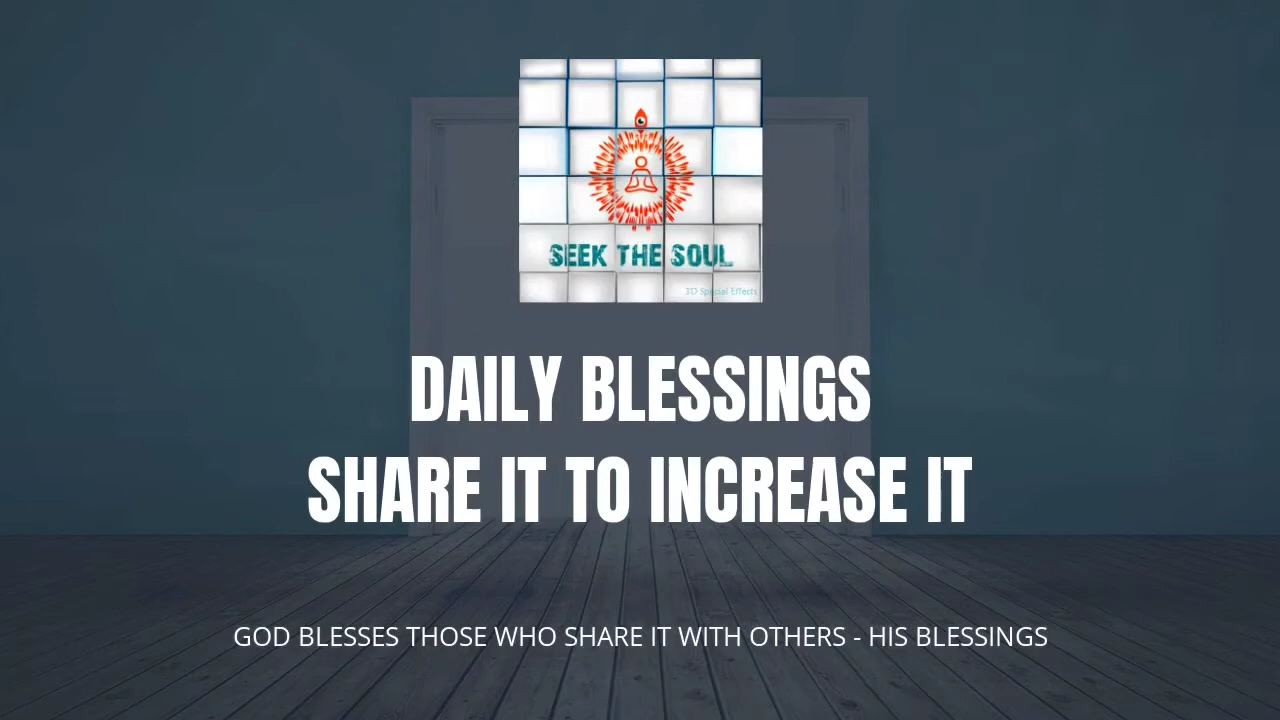 SEEK THE SOUL
3D Special Effects
DAILY BLESSINGS
SHARE IT TO INCREASE IT
GOD BLESSES THOSE WHO SHARE IT WITH OTHERS - HIS BLESSINGS